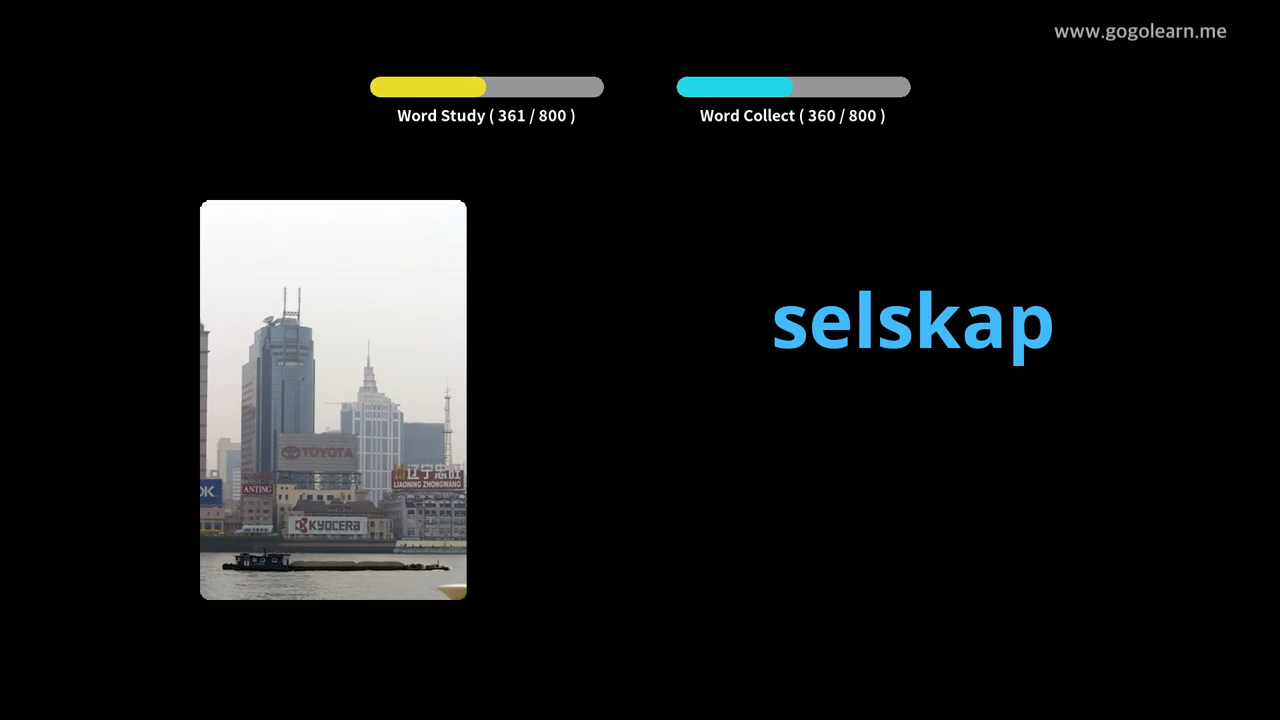 www.gogolearn.me
Word Study ( 361 / 800 )
Word Collect ( 360 / 800 )
selskap
TOYOTA
辽宁忠旺
LIAONING ZHONGWANG
ANTING
OK
KYOCERA